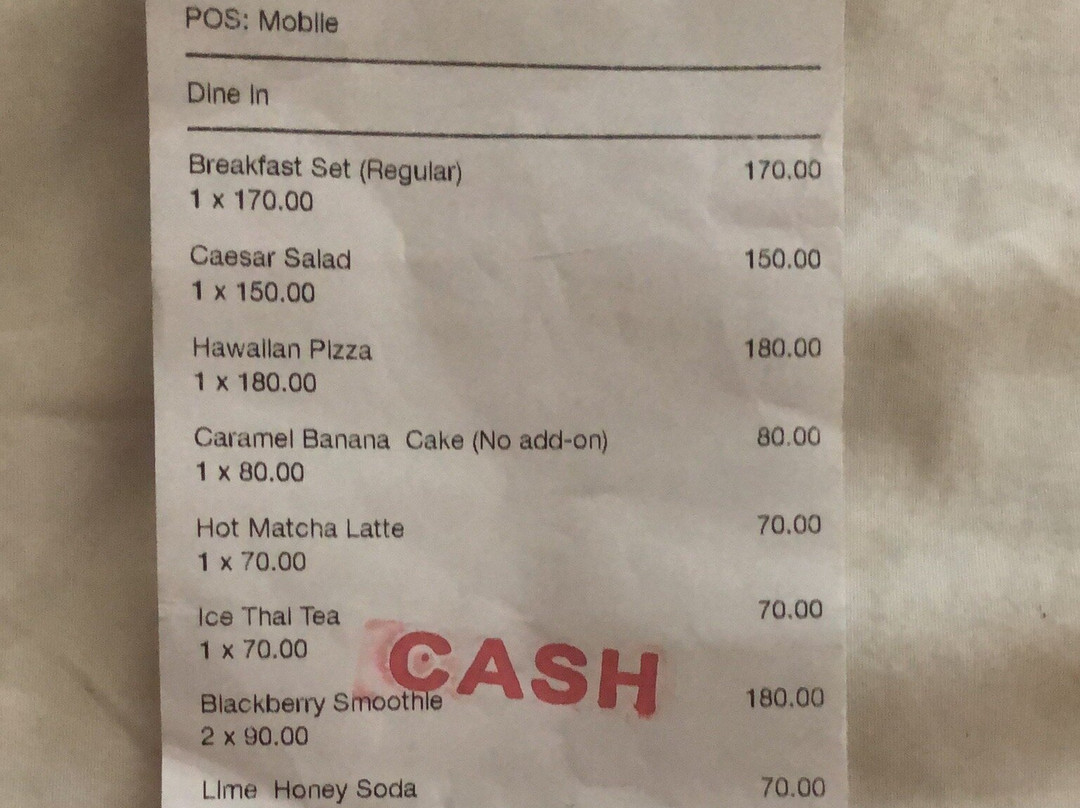 POS: Mobile
Dine In
Breakfast Set (Regular) 170.00
1 x 170.00
Caesar Salad 150.00
1 x 150.00
Hawaiian Pizza 180.00
1 x 180.00
Caramel Banana Cake (No add-on) 80.00
1 x 80.00
Hot Matcha Latte 70.00
1 x 70.00
Ice Thai Tea 70.00
1 x 70.00
CASH
Blackberry Smoothie 180.00
2 x 90.00
Lime Honey Soda 70.00